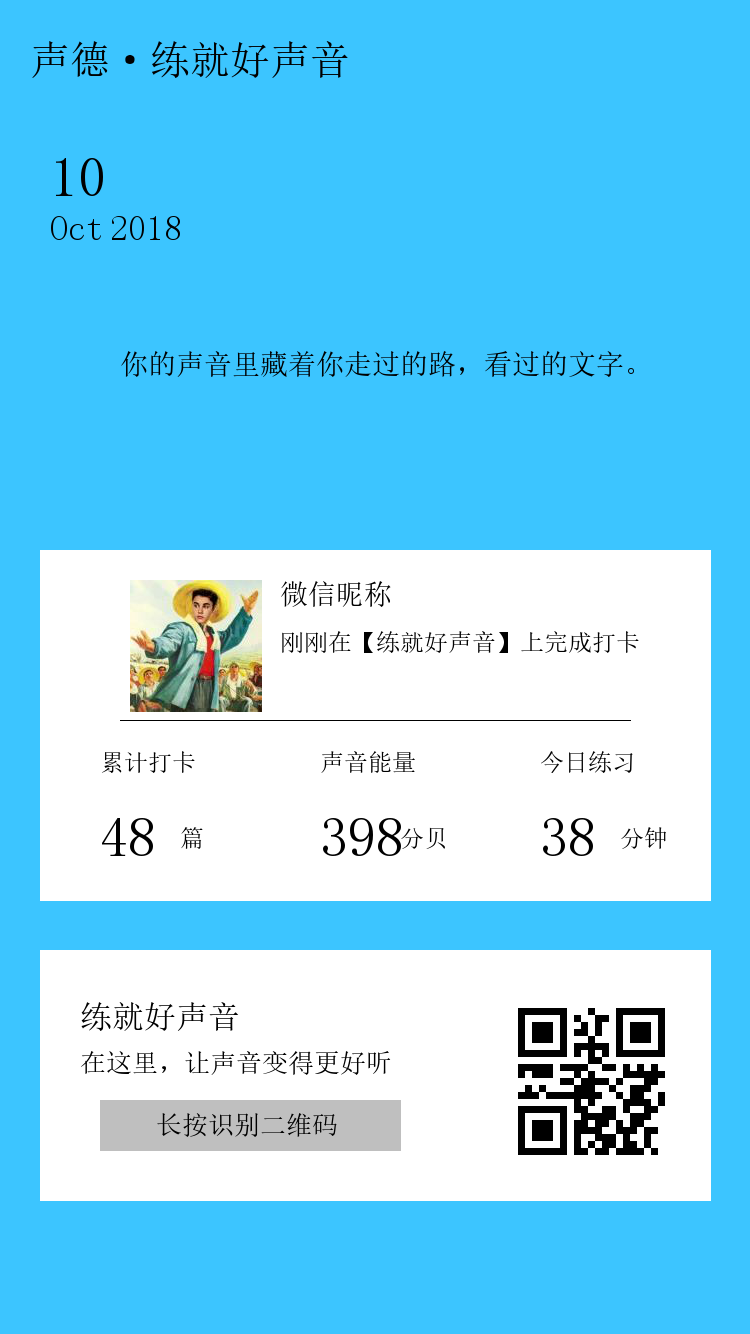 声德·练就好声音
10
Oct 2018
你的声音里藏着你走过的路，看过的文字。
微信昵称
刚刚在【练就好声音】上完成打卡
累计打卡 声音能量 今日练习
48 篇 398分贝 38 分钟
练就好声音
在这里，让声音变得更好听
长按识别二维码